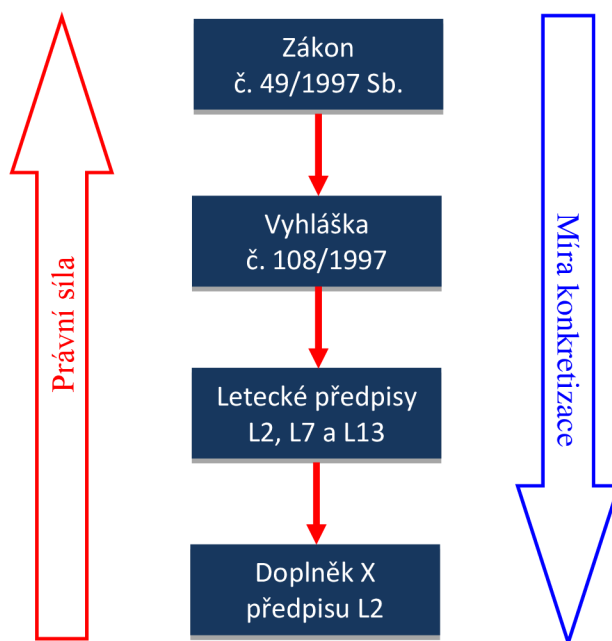 Zákon
č. 49/1997 Sb.
Vyhláška
č. 108/1997
Letecké předpisy
L2, L7 a L13
Doplněk X
předpisu L2
Právní síla
Míra konkretizace